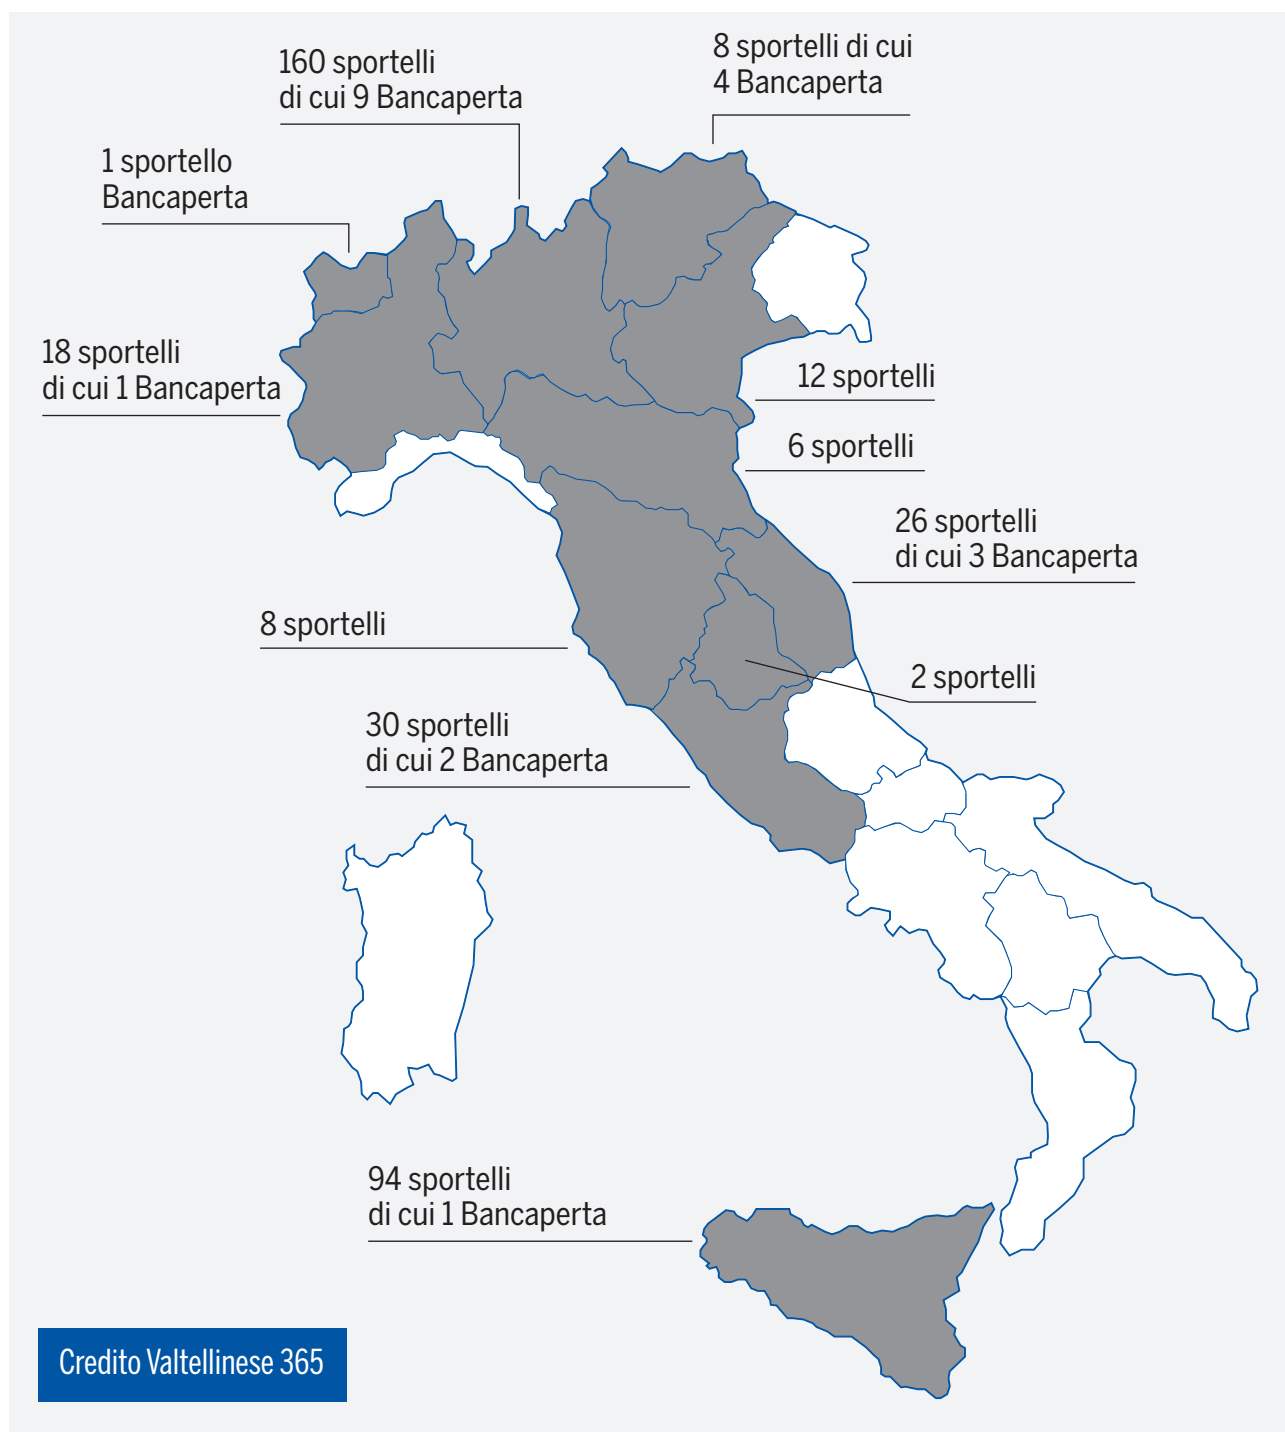 160 sportelli
di cui 9 Bancaperta
8 sportelli di cui
4 Bancaperta
1 sportello
Bancaperta
18 sportelli
di cui 1 Bancaperta
12 sportelli
6 sportelli
26 sportelli
di cui 3 Bancaperta
8 sportelli
2 sportelli
30 sportelli
di cui 2 Bancaperta
94 sportelli
di cui 1 Bancaperta
Credito Valtellinese 365